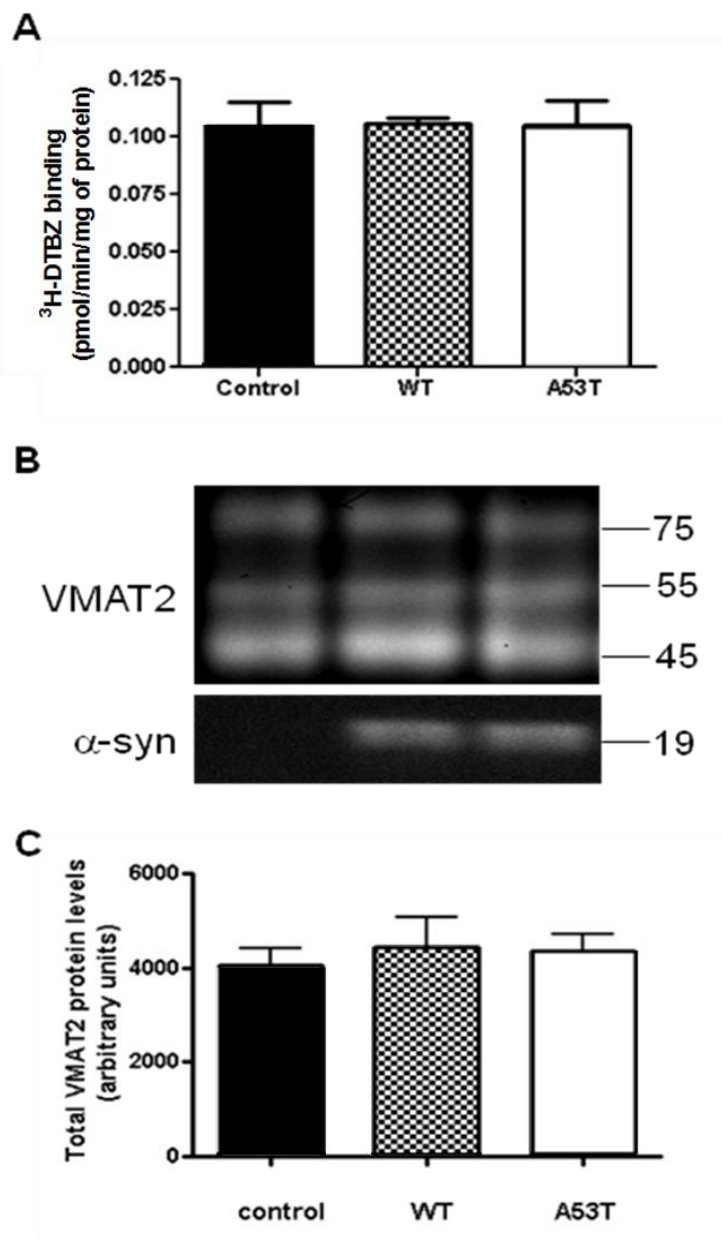 A
³H-DTBZ binding
(pmol/min/mg of protein)
0.125
0.100
0.075
0.050
0.025
0.000
Control WT A53T
B
VMAT2
75
55
45
α-syn
19
C
Total VMAT2 protein levels
(arbitrary units)
6000
4000
2000
0
control WT A53T